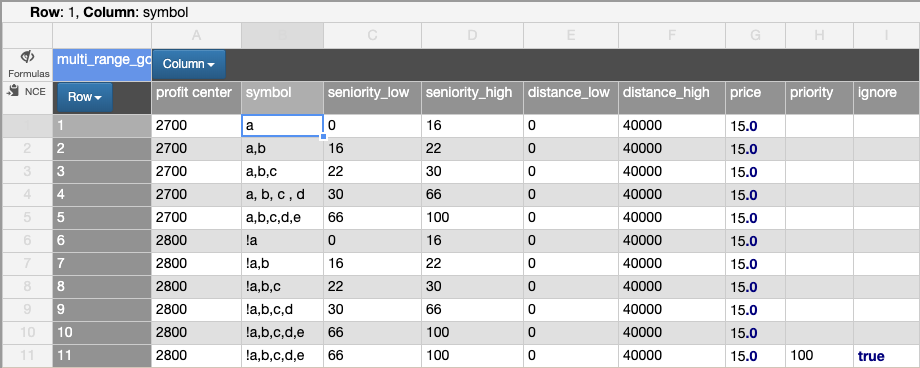 Row: 1, Column: symbol
A B C D E F G H I
Formulas multi_range_gc Column
NCE Row profit center symbol seniority_low seniority_high distance_low distance_high price priority ignore
1 1 2700 a 0 16 0 40000 15.0
2 2 2700 a,b 16 22 0 40000 15.0
3 3 2700 a,b,c 22 30 0 40000 15.0
4 4 2700 a, b, c , d 30 66 0 40000 15.0
5 5 2700 a,b,c,d,e 66 100 0 40000 15.0
6 6 2800 !a 0 16 0 40000 15.0
7 7 2800 !a,b 16 22 0 40000 15.0
8 8 2800 !a,b,c 22 30 0 40000 15.0
9 9 2800 !a,b,c,d 30 66 0 40000 15.0
10 10 2800 !a,b,c,d,e 66 100 0 40000 15.0
11 11 2800 !a,b,c,d,e 66 100 0 40000 15.0 100 true